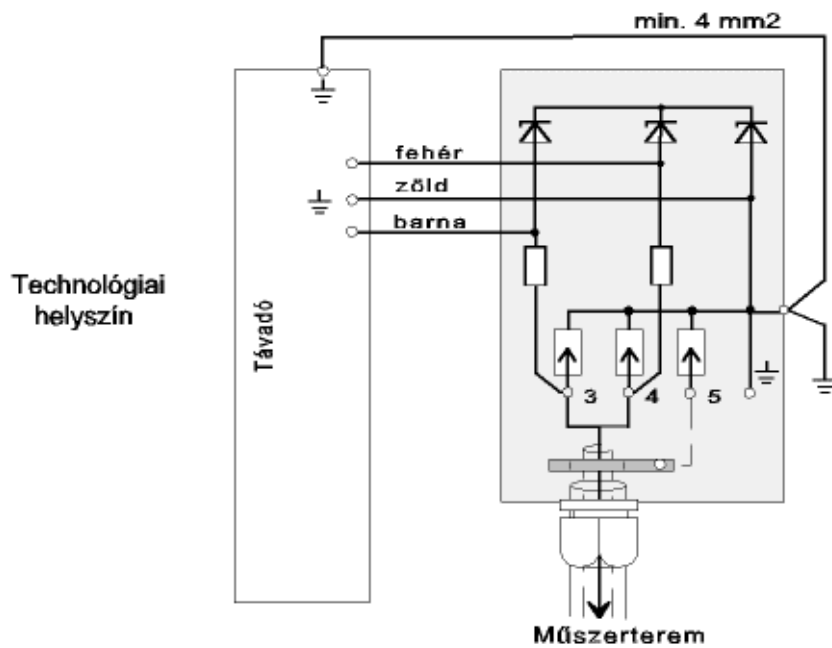 min. 4 mm2
fehér
zöld
barna
Technológiai
helyszín
Távadó
3
4
5
Műszerterem